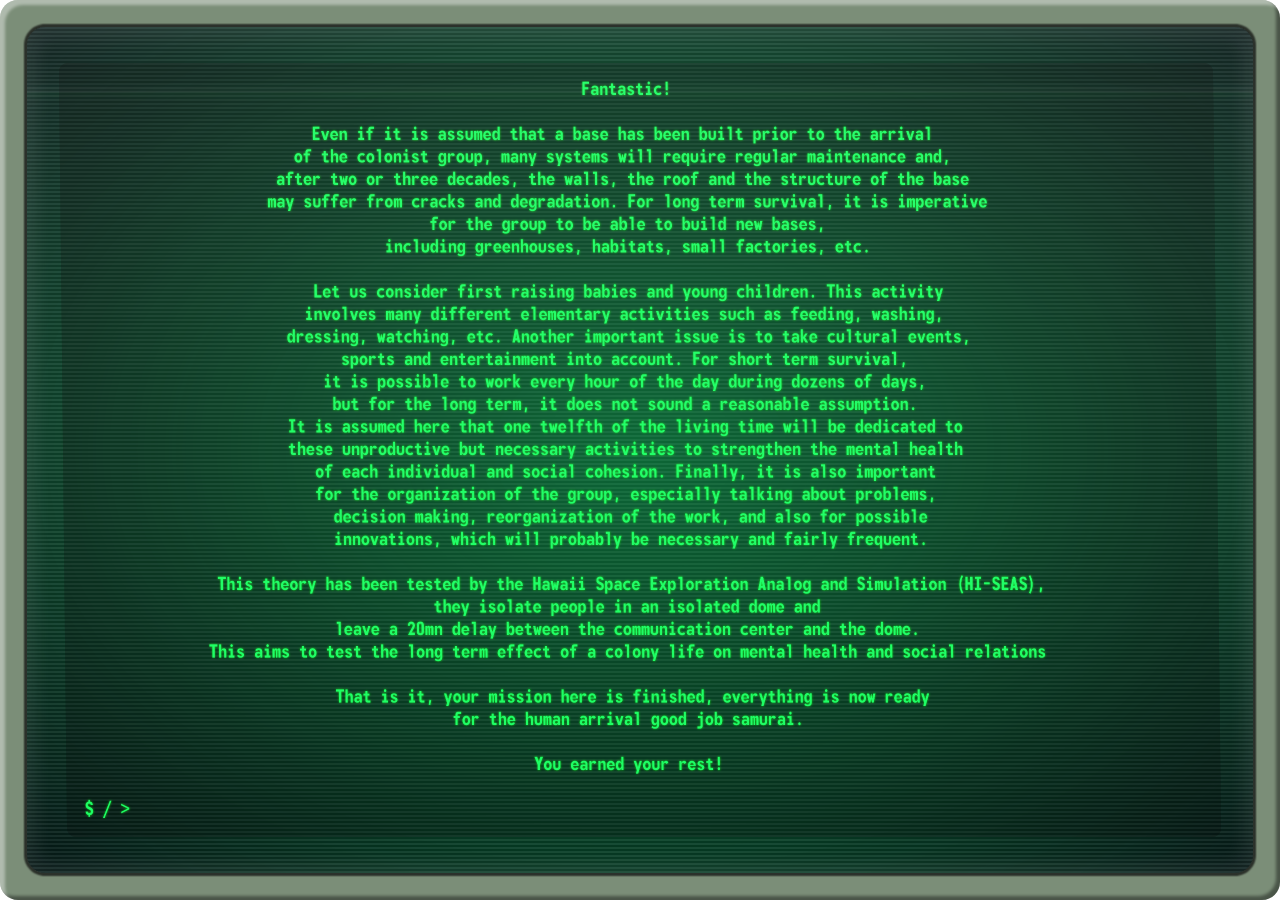 Fantastic!
Even if it is assumed that a base has been built prior to the arrival
of the colonist group, many systems will require regular maintenance and,
after two or three decades, the walls, the roof and the structure of the base
may suffer from cracks and degradation. For long term survival, it is imperative
for the group to be able to build new bases,
including greenhouses, habitats, small factories, etc.
Let us consider first raising babies and young children. This activity
involves many different elementary activities such as feeding, washing,
dressing, watching, etc. Another important issue is to take cultural events,
sports and entertainment into account. For short term survival,
it is possible to work every hour of the day during dozens of days,
but for the long term, it does not sound a reasonable assumption.
It is assumed here that one twelfth of the living time will be dedicated to
these unproductive but necessary activities to strengthen the mental health
of each individual and social cohesion. Finally, it is also important
for the organization of the group, especially talking about problems,
decision making, reorganization of the work, and also for possible
innovations, which will probably be necessary and fairly frequent.
This theory has been tested by the Hawaii Space Exploration Analog and Simulation (HI-SEAS),
they isolate people in an isolated dome and
leave a 20mn delay between the communication center and the dome.
This aims to test the long term effect of a colony life on mental health and social relations
That is it, your mission here is finished, everything is now ready
for the human arrival good job samurai.
You earned your rest!
$ / >